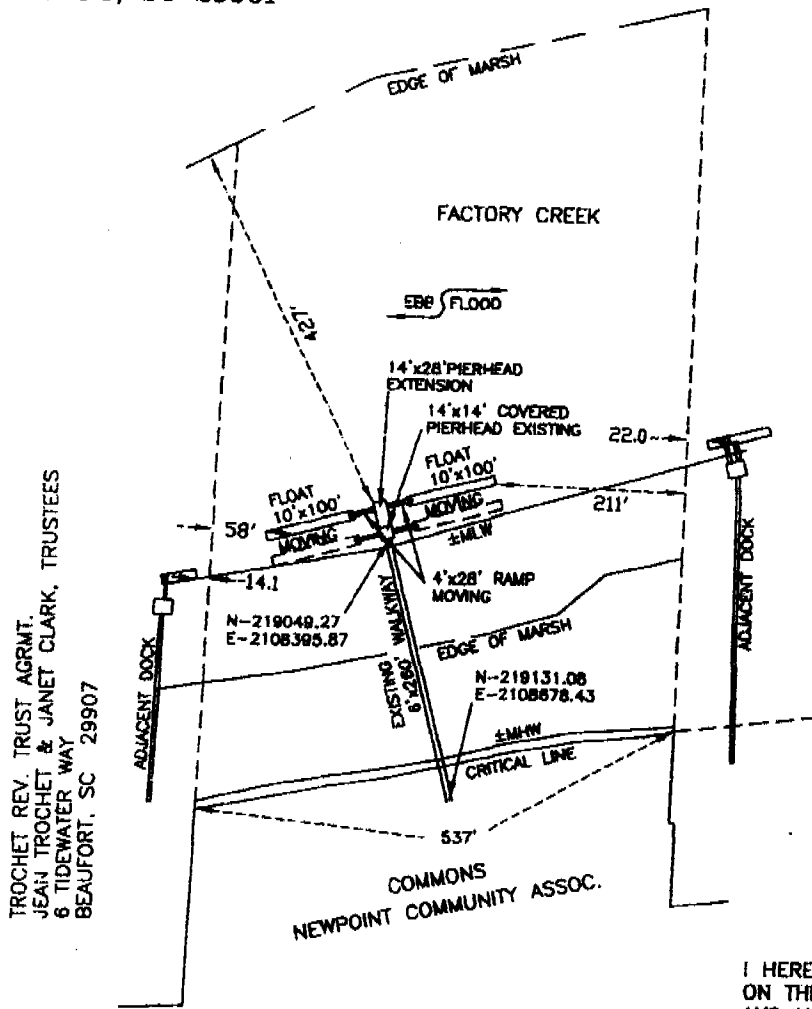 EDGE OF MARSH
FACTORY CREEK
EBB FLOOD
427'
14'x28' PIERHEAD
EXTENSION
14'x14' COVERED
PIERHEAD EXISTING
22.0
FLOAT
10'x100'
MOVING
FLOAT
10'x100'
MOVING
58'
211'
±MLW
14.1
4'x28' RAMP
MOVING
N-219049.27
E-2108395.87
EXISTING
6'x280' WALKWAY
EDGE OF MARSH
N-219131.08
E-2108678.43
±MHW
CRITICAL LINE
ADJACENT DOCK
ADJACENT DOCK
537'
COMMONS
NEWPOINT COMMUNITY ASSOC.
TROCHET REV. TRUST AGRMT.
JEAN TROCHET & JANET CLARK, TRUSTEES
6 TIDEWATER WAY
BEAUFORT, SC 29907
I HERE
ON THE